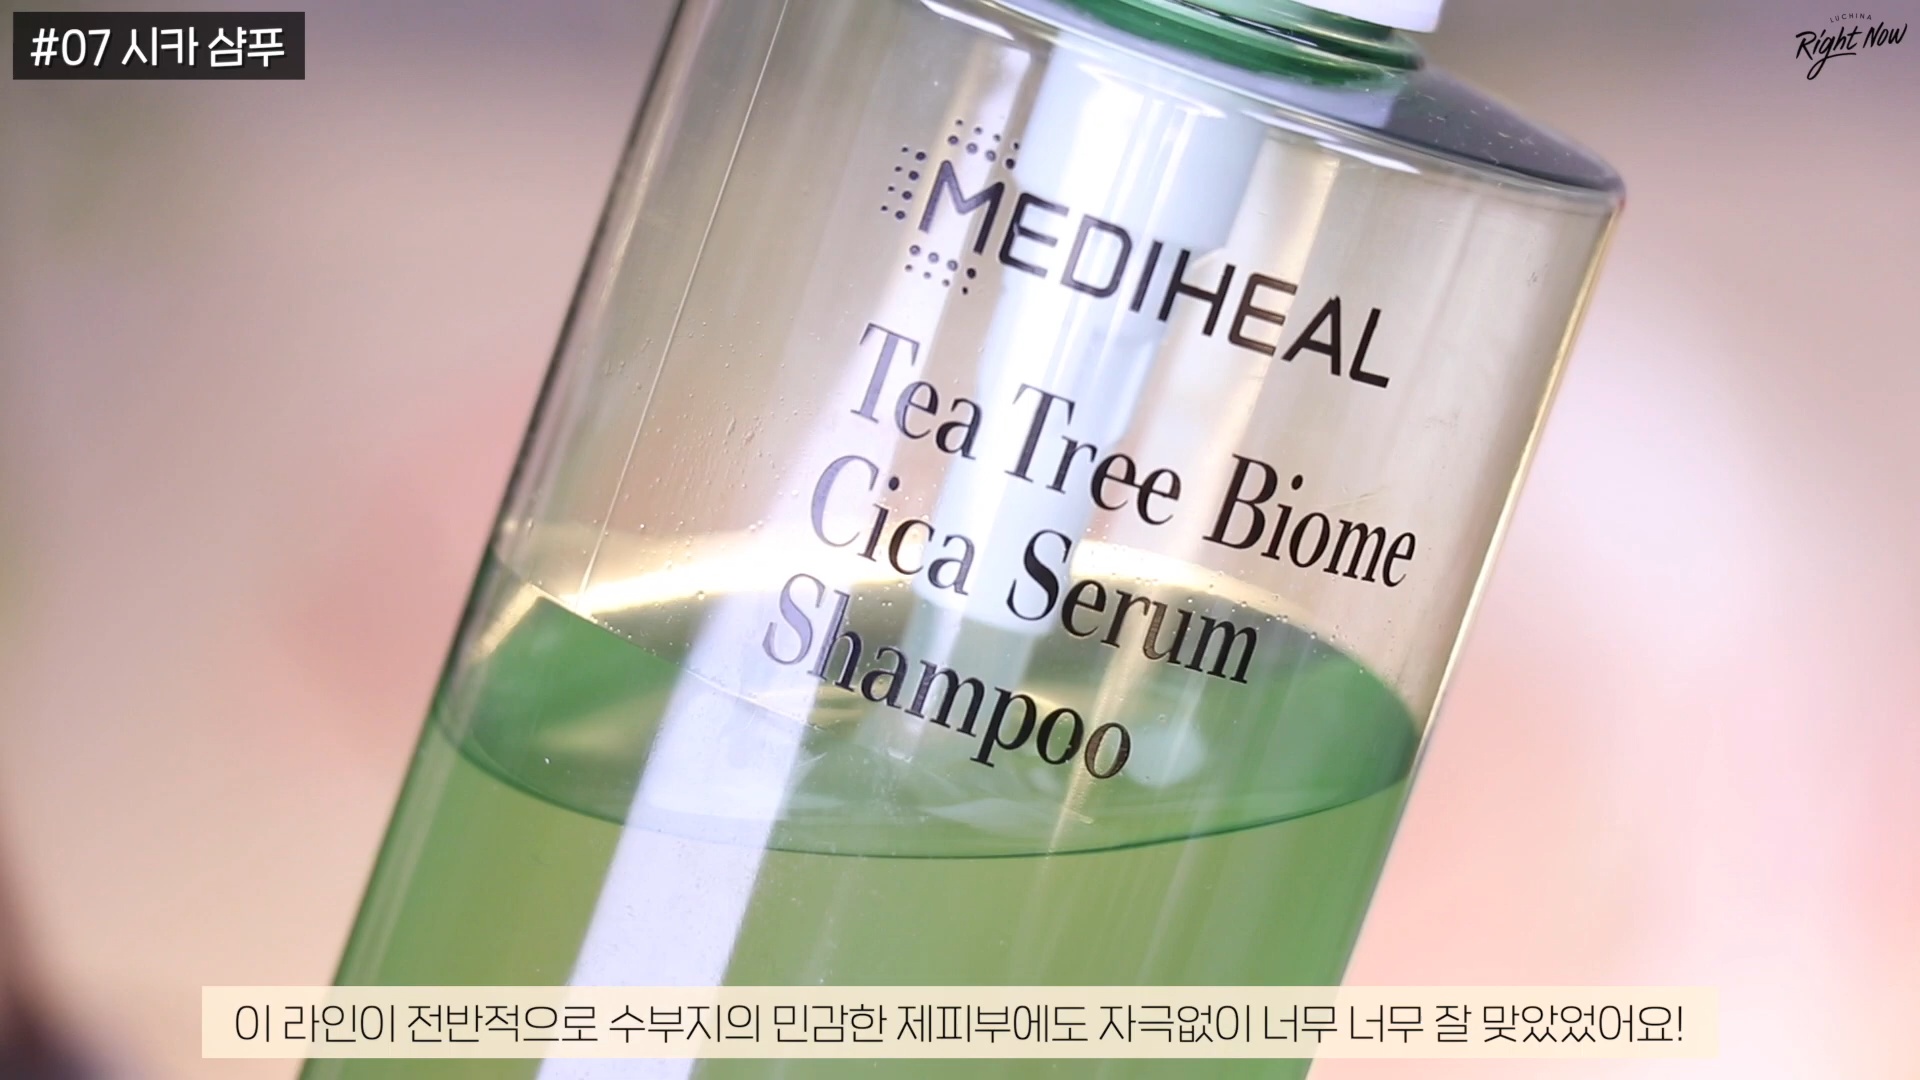 #07 시카 샴푸
LUCHINA
Right Now
MEDIHEAL
Tea Tree Biome
Cica Serum
Shampoo
이 라인이 전반적으로 수부지의 민감한 제피부에도 자극없이 너무 너무 잘 맞았었어요!